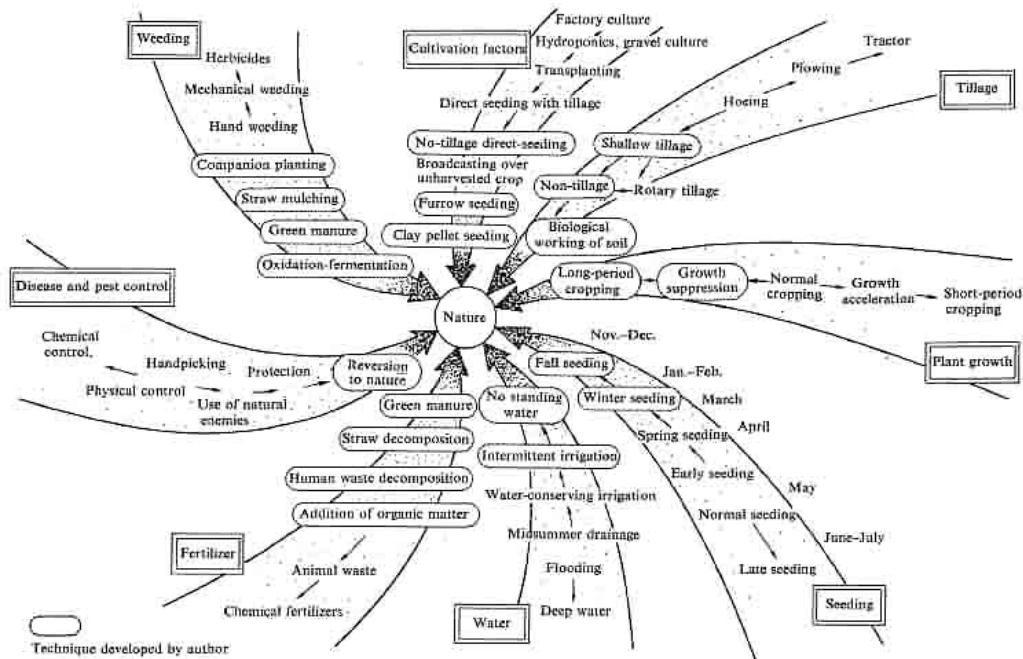 Weeding
Herbicides
Mechanical weeding
Hand weeding
Companion planting
Straw mulching
Green manure
Oxidation-fermentation
Cultivation factors
Factory culture
Hydroponics, gravel culture
Transplanting
Direct seeding with tillage
No-tillage direct-seeding
Broadcasting over
unharvested crop
Furrow seeding
Clay pellet seeding
Tillage
Tractor
Plowing
Hoeing
Shallow tillage
Rotary tillage
Non-tillage
Biological
working of soil
Plant growth
Long-period
cropping
Growth
suppression
Normal
cropping
Growth
acceleration
Short-period
cropping
Nature
Disease and pest control
Chemical
control
Handpicking
Physical control
Protection
Use of natural
enemies
Reversion
to nature
Fertilizer
Green manure
Straw decompositon
Human waste decomposition
Addition of organic matter
Animal waste
Chemical fertilizers
Water
No standing
water
Intermittent irrigation
Water-conserving irrigation
Midsummer drainage
Flooding
Deep water
Seeding
Nov.–Dec.
Jan.–Feb.
March
April
May
June–July
Fall seeding
Winter seeding
Spring seeding
Early seeding
Normal seeding
Late seeding
Technique developed by author